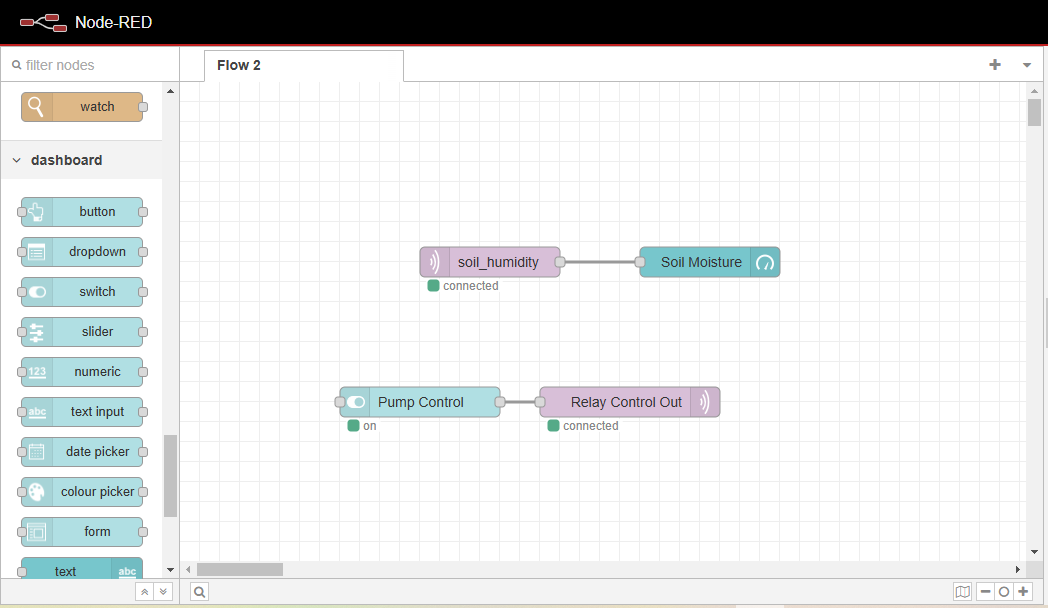 Node-RED
filter nodes
Flow 2
watch
dashboard
button
dropdown
switch
slider
123 numeric
abc text input
date picker
colour picker
form
text abc
soil_humidity
connected
Soil Moisture
Pump Control
on
Relay Control Out
connected